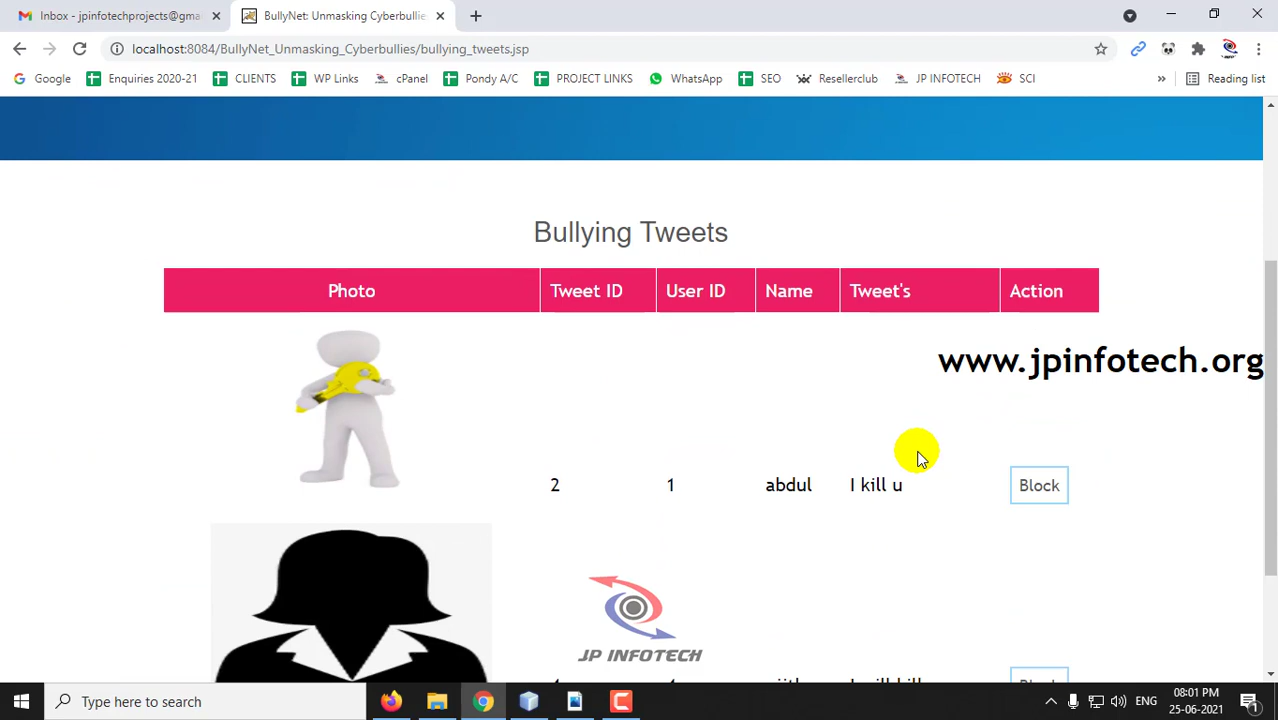 Inbox - jpinfotechprojects@gma
BullyNet: Unmasking Cyberbullie
localhost:8084/BullyNet_Unmasking_Cyberbullies/bullying_tweets.jsp
Google Enquiries 2020-21 CLIENTS WP Links cPanel Pondy A/C PROJECT LINKS WhatsApp SEO Resellerclub JP INFOTECH SCI » Reading list
Bullying Tweets
Photo Tweet ID User ID Name Tweet's Action
www.jpinfotech.org
2 1 abdul I kill u Block
JP INFOTECH
Type here to search
ENG
08:01 PM
25-06-2021
1